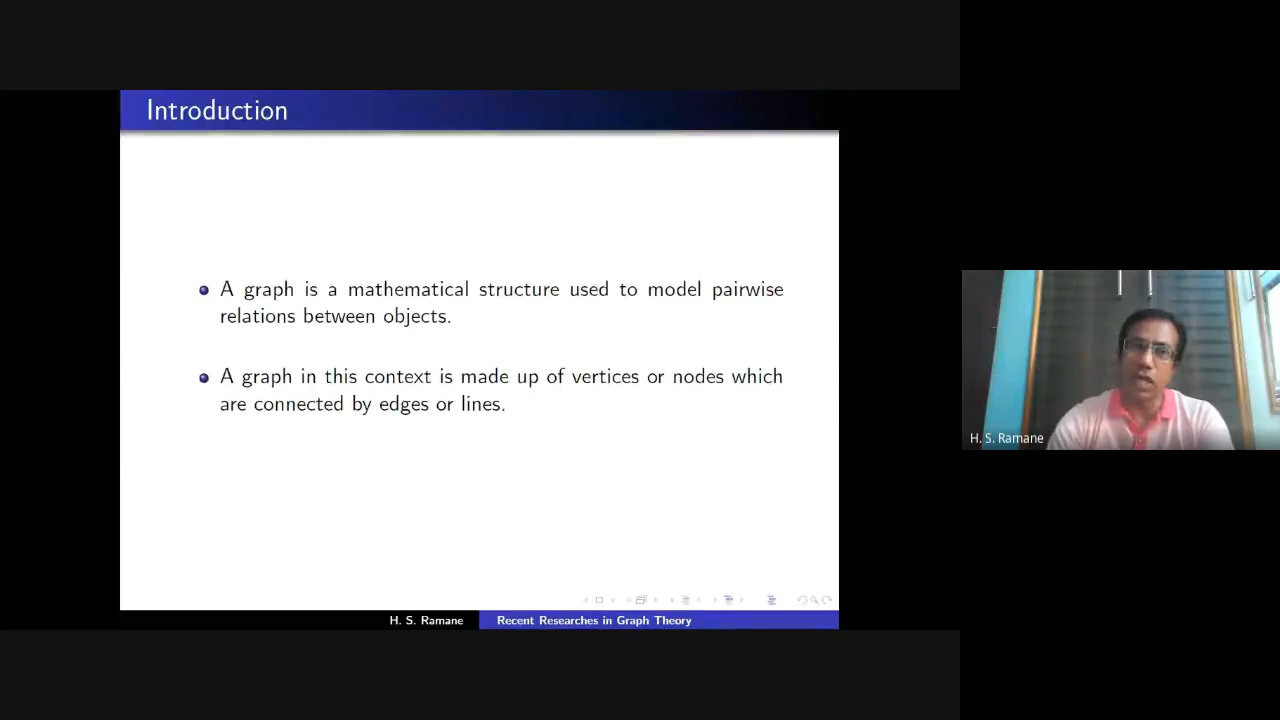 Introduction
A graph is a mathematical structure used to model pairwise
relations between objects.
A graph in this context is made up of vertices or nodes which
are connected by edges or lines.
H. S. Ramane
H. S. Ramane
Recent Researches in Graph Theory